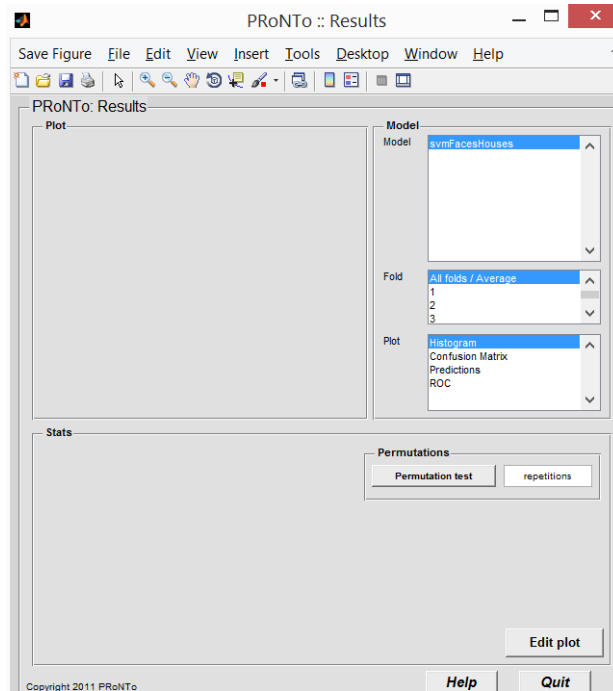 PRoNTo :: Results
Save Figure File Edit View Insert Tools Desktop Window Help
PRoNTo: Results
Plot
Model
Model
svmFacesHouses
Fold
All folds / Average
1
2
3
Plot
Histogram
Confusion Matrix
Predictions
ROC
Stats
Permutations
Permutation test
repetitions
Edit plot
Help
Quit
Copyright 2011 PRoNTo